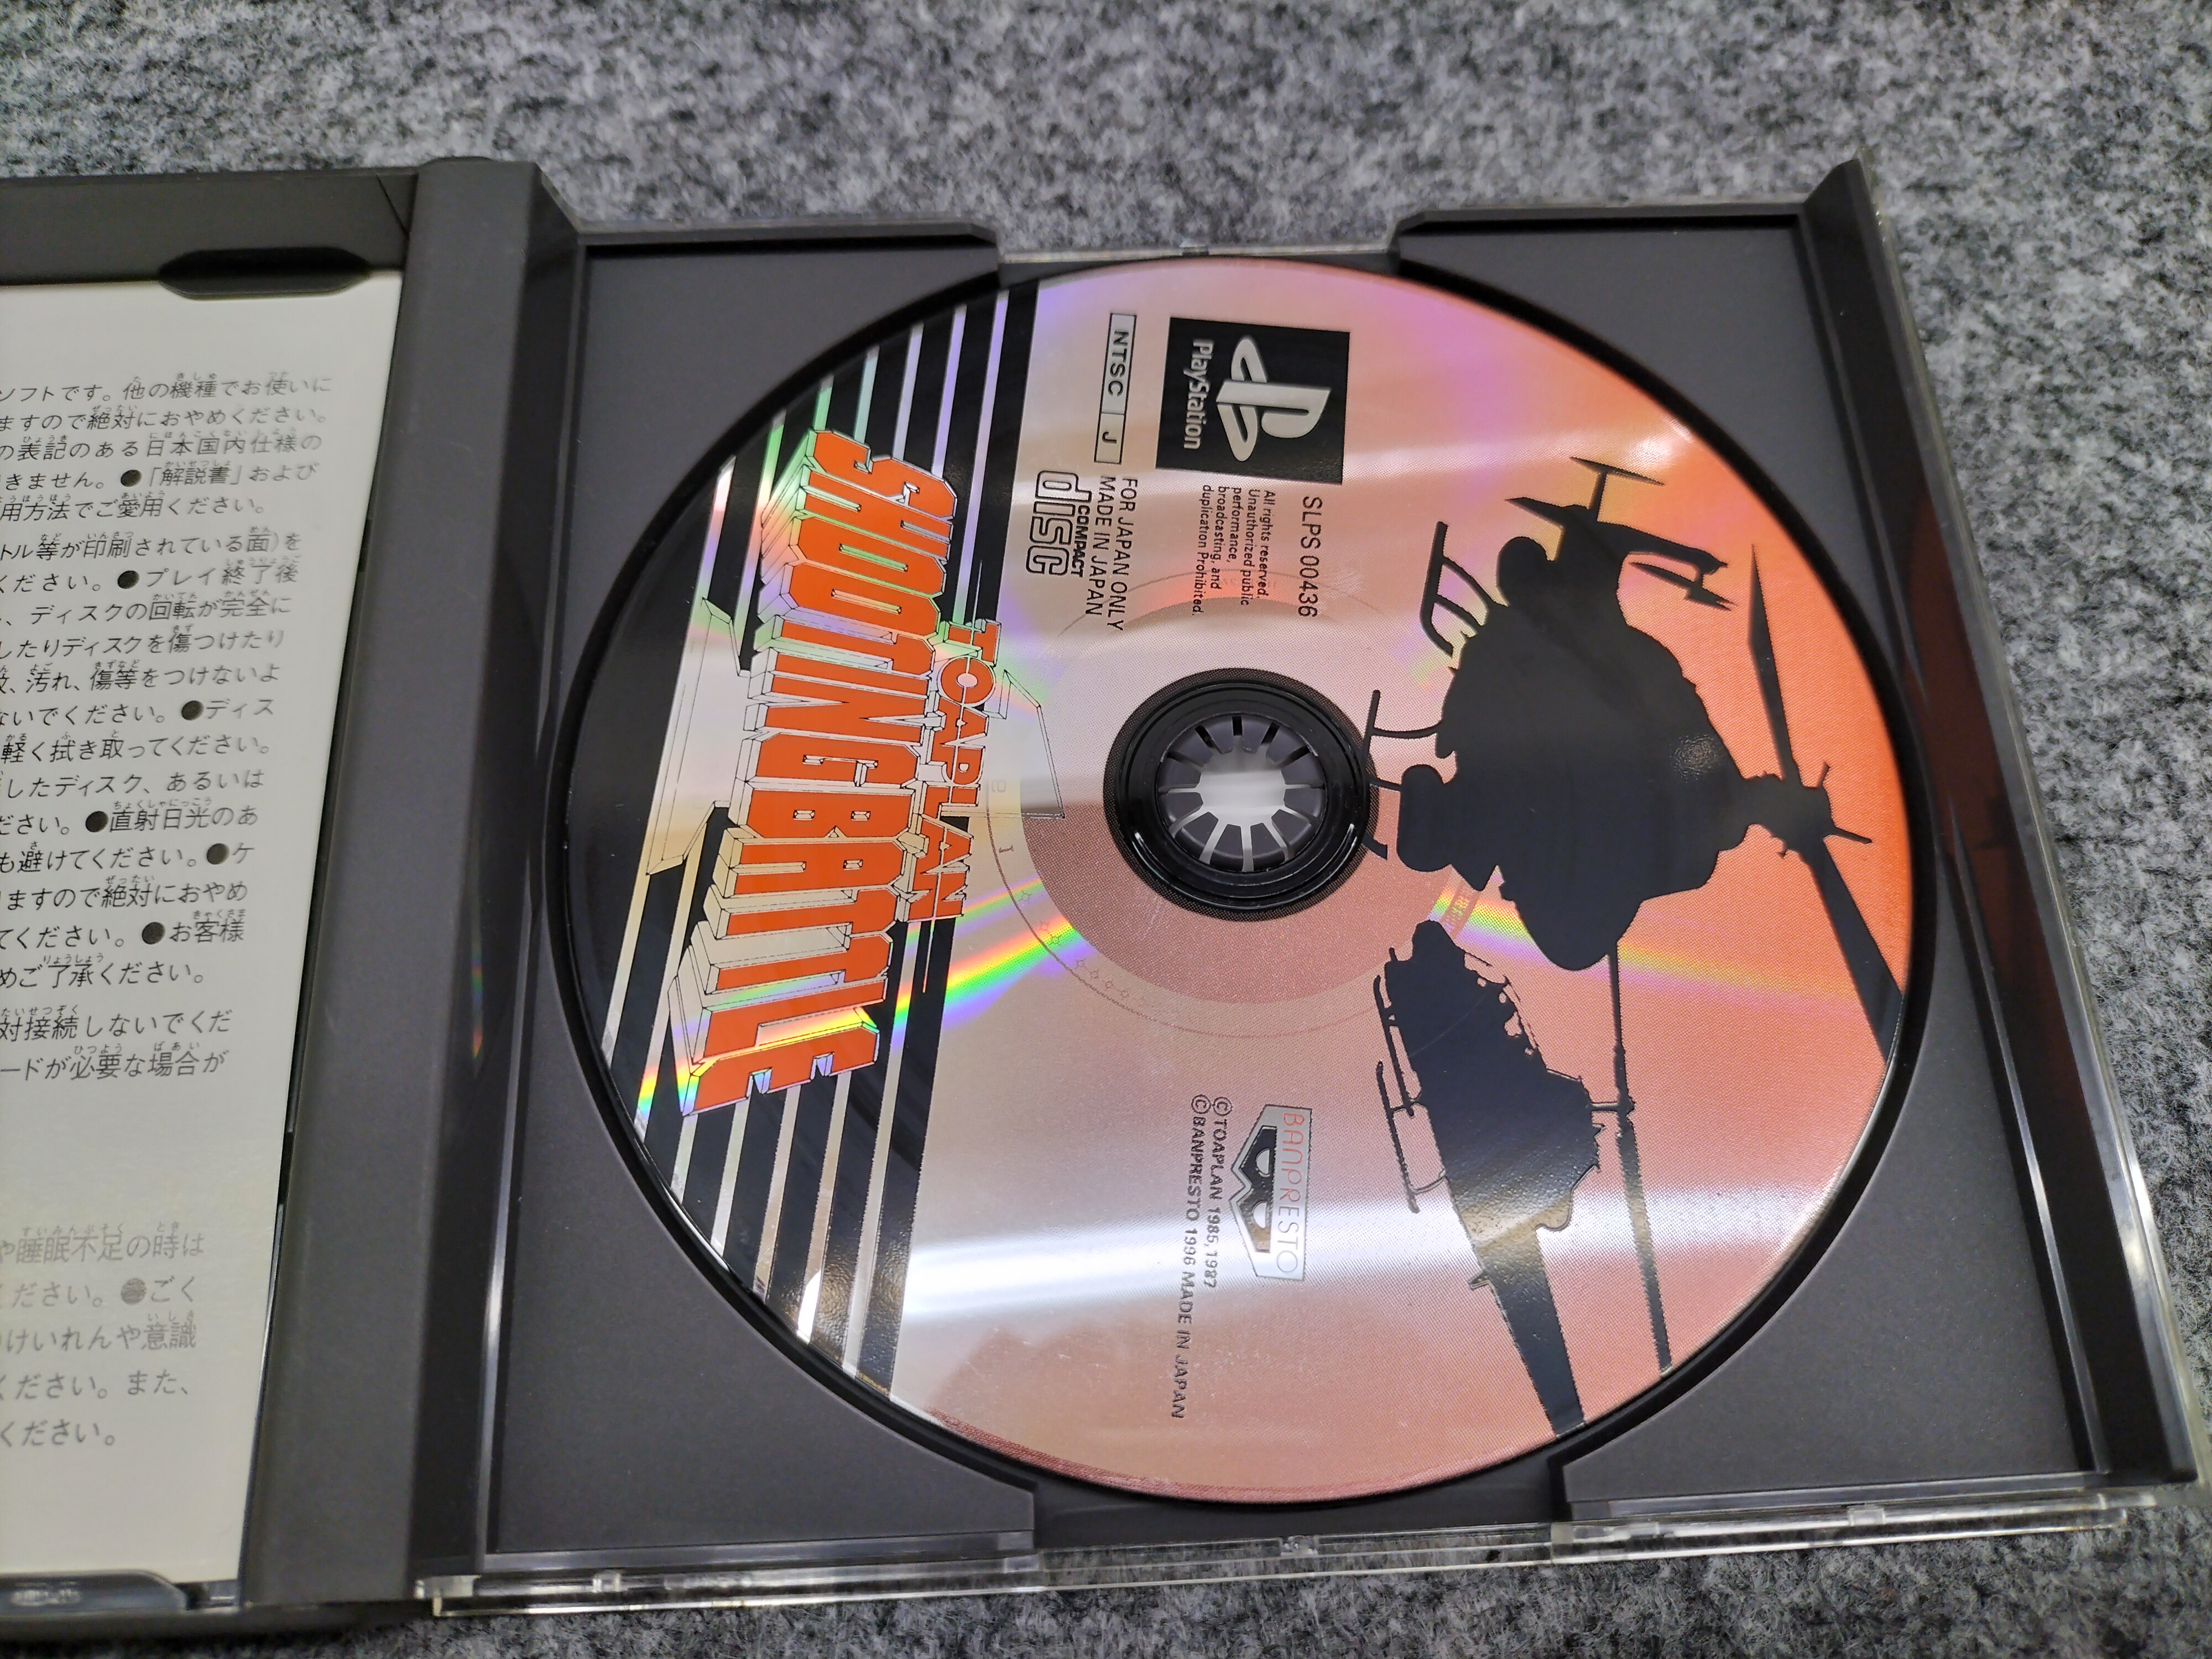 ソフトです。他の機種でお使いに
ますので絶対におやめください。
の表記のある日本国内仕様の
きません。●「解説書」および
用方法でご愛用ください。
トル等が印刷されている面)を
ください。●プレイ終了後
、ディスクの回転が完全に
したりディスクを傷つけたり
、汚れ、傷等をつけないよ
ないでください。●ディス
軽く拭き取ってください。
したディスク、あるいは
ださい。●直射日光のあ
も避けてください。●ケ
りますので絶対におやめ
てください。●お客様
めご了承ください。
対接続しないでくだ
ードが必要な場合が
や睡眠不足の時は
ください。●ごく
けいれんや意識
ください。また、
ください。
PlayStation
NTSC J
SLPS 00436
All rights reserved.
Unauthorized public
performance,
broadcasting, and
duplication Prohibited.
FOR JAPAN ONLY
MADE IN JAPAN
COMPACT
disc
TOAPLAN
SHOOTING BATTLE
BANPRESTO
©TOAPLAN 1985,1987
©BANPRESTO 1996 MADE IN JAPAN